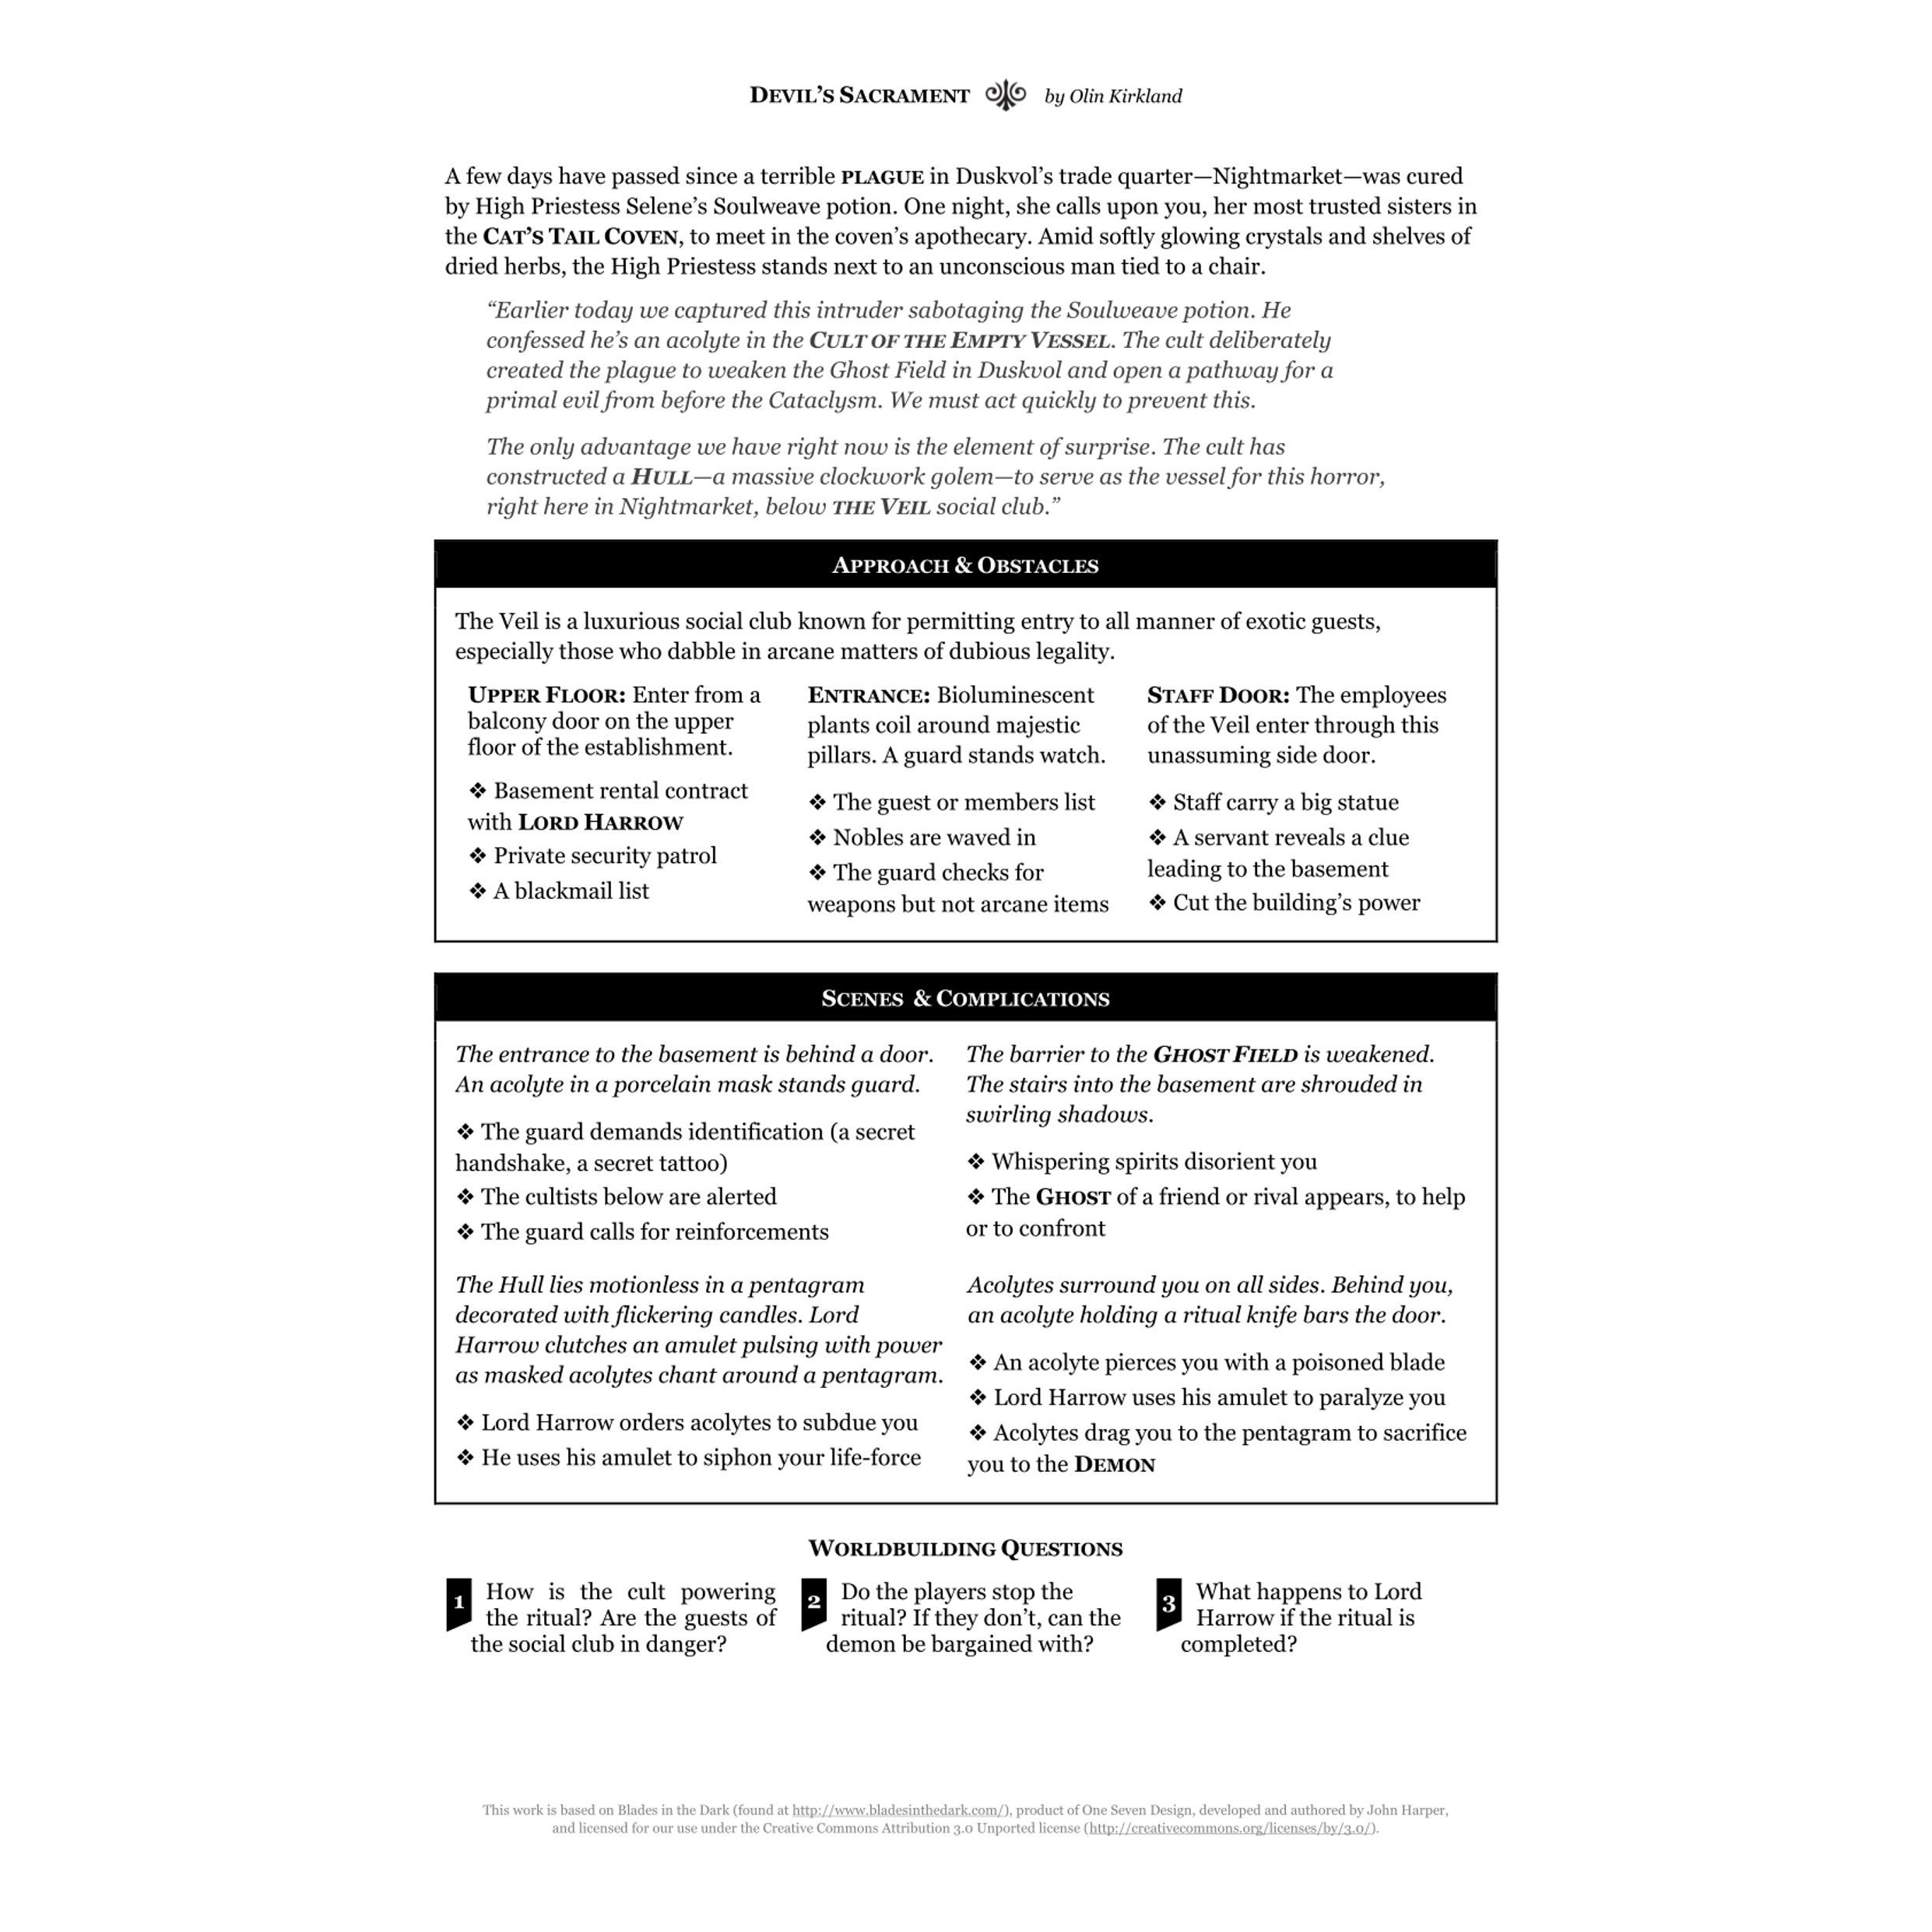 DEVIL'S SACRAMENT by Olin Kirkland
A few days have passed since a terrible PLAGUE in Duskvol's trade quarter—Nightmarket—was cured
by High Priestess Selene's Soulweave potion. One night, she calls upon you, her most trusted sisters in
the CAT'S TAIL COVEN, to meet in the coven's apothecary. Amid softly glowing crystals and shelves of
dried herbs, the High Priestess stands next to an unconscious man tied to a chair.
“Earlier today we captured this intruder sabotaging the Soulweave potion. He
confessed he's an acolyte in the CULT OF THE EMPTY VESSEL. The cult deliberately
created the plague to weaken the Ghost Field in Duskvol and open a pathway for a
primal evil from before the Cataclysm. We must act quickly to prevent this.
The only advantage we have right now is the element of surprise. The cult has
constructed a HULL—a massive clockwork golem—to serve as the vessel for this horror,
right here in Nightmarket, below THE VEIL social club.”
APPROACH & OBSTACLES
The Veil is a luxurious social club known for permitting entry to all manner of exotic guests,
especially those who dabble in arcane matters of dubious legality.
UPPER FLOOR: Enter from a
balcony door on the upper
floor of the establishment.
❖ Basement rental contract
with LORD HARROW
❖ Private security patrol
❖ A blackmail list
ENTRANCE: Bioluminescent
plants coil around majestic
pillars. A guard stands watch.
❖ The guest or members list
❖ Nobles are waved in
❖ The guard checks for
weapons but not arcane items
STAFF DOOR: The employees
of the Veil enter through this
unassuming side door.
❖ Staff carry a big statue
❖ A servant reveals a clue
leading to the basement
❖ Cut the building's power
SCENES & COMPLICATIONS
The entrance to the basement is behind a door.
An acolyte in a porcelain mask stands guard.
❖ The guard demands identification (a secret
handshake, a secret tattoo)
❖ The cultists below are alerted
❖ The guard calls for reinforcements
The barrier to the GHOST FIELD is weakened.
The stairs into the basement are shrouded in
swirling shadows.
❖ Whispering spirits disorient you
❖ The GHOST of a friend or rival appears, to help
or to confront
The Hull lies motionless in a pentagram
decorated with flickering candles. Lord
Harrow clutches an amulet pulsing with power
as masked acolytes chant around a pentagram.
❖ Lord Harrow orders acolytes to subdue you
❖ He uses his amulet to siphon your life-force
Acolytes surround you on all sides. Behind you,
an acolyte holding a ritual knife bars the door.
❖ An acolyte pierces you with a poisoned blade
❖ Lord Harrow uses his amulet to paralyze you
❖ Acolytes drag you to the pentagram to sacrifice
you to the DEMON
WORLDBUILDING QUESTIONS
1 How is the cult powering
the ritual? Are the guests of
the social club in danger?
2 Do the players stop the
ritual? If they don't, can the
demon be bargained with?
3 What happens to Lord
Harrow if the ritual is
completed?
This work is based on Blades in the Dark (found at http://www.bladesinthedark.com/), product of One Seven Design, developed and authored by John Harper,
and licensed for our use under the Creative Commons Attribution 3.0 Unported license (http://creativecommons.org/licenses/by/3.0/).